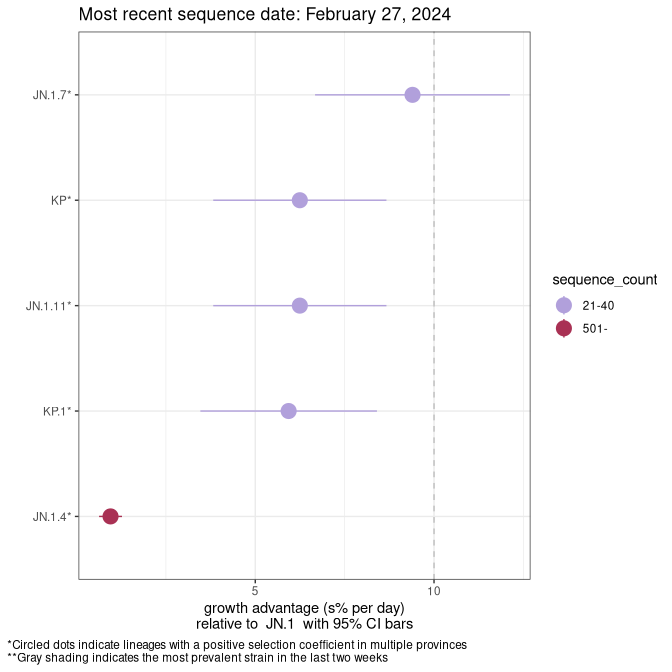 Most recent sequence date: February 27, 2024
JN.1.7*
KP*
JN.1.11*
KP.1*
JN.1.4*
5
10
growth advantage (s% per day)
relative to  JN.1  with 95% CI bars
sequence_count
21-40
501-
*Circled dots indicate lineages with a positive selection coefficient in multiple provinces
**Gray shading indicates the most prevalent strain in the last two weeks